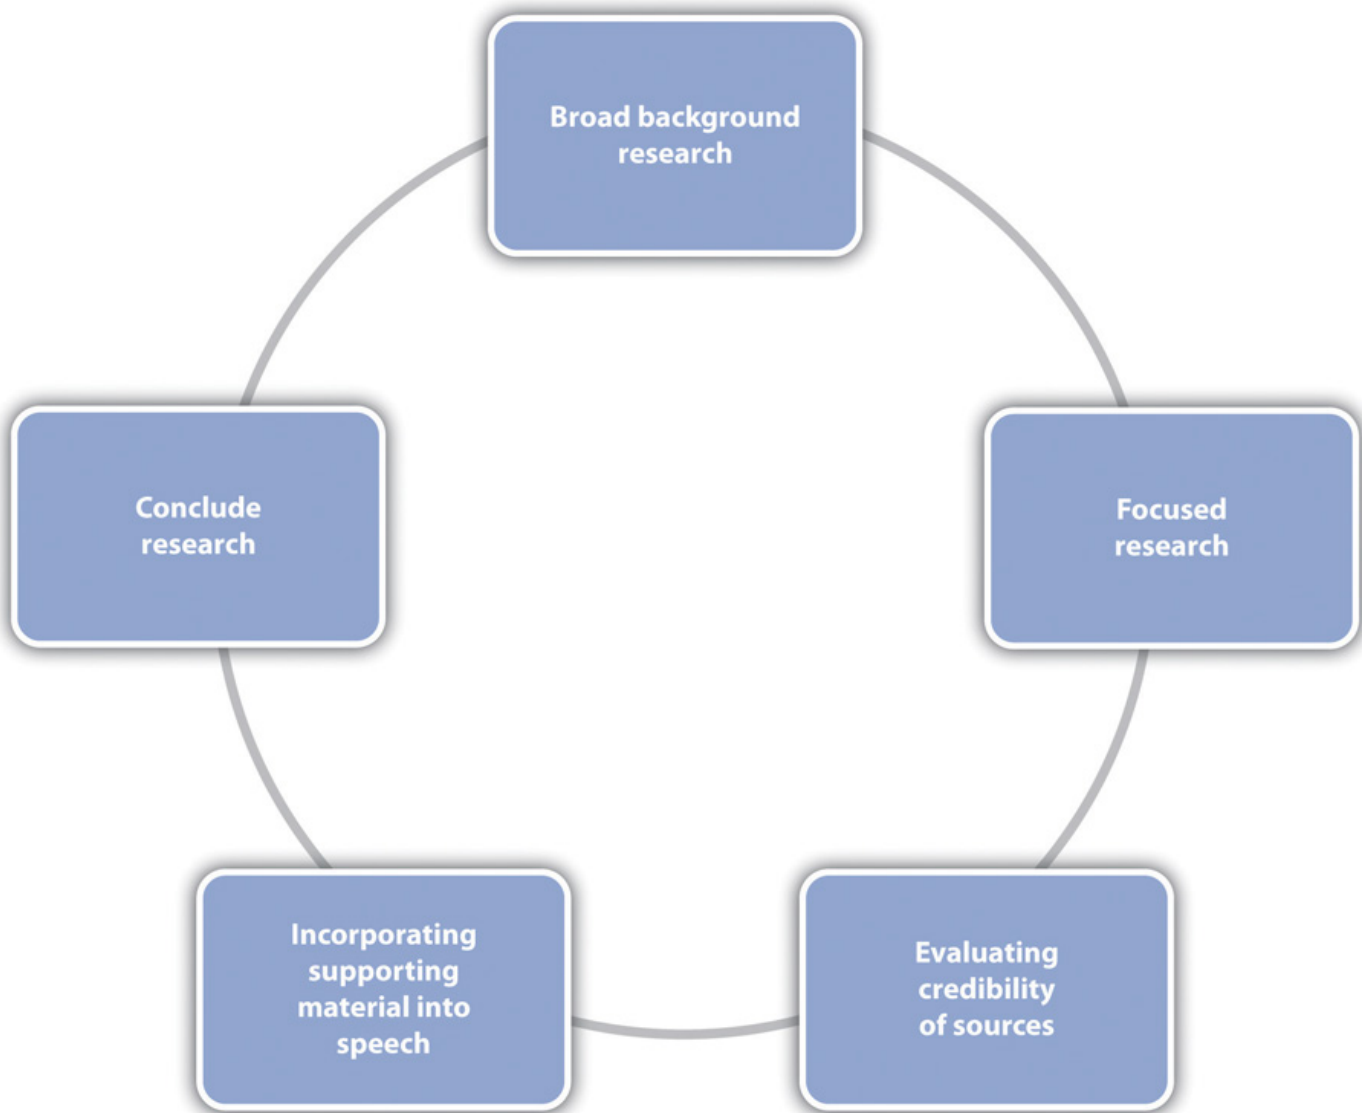 Broad background
research
Focused
research
Evaluating
credibility
of sources
Incorporating
supporting
material into
speech
Conclude
research